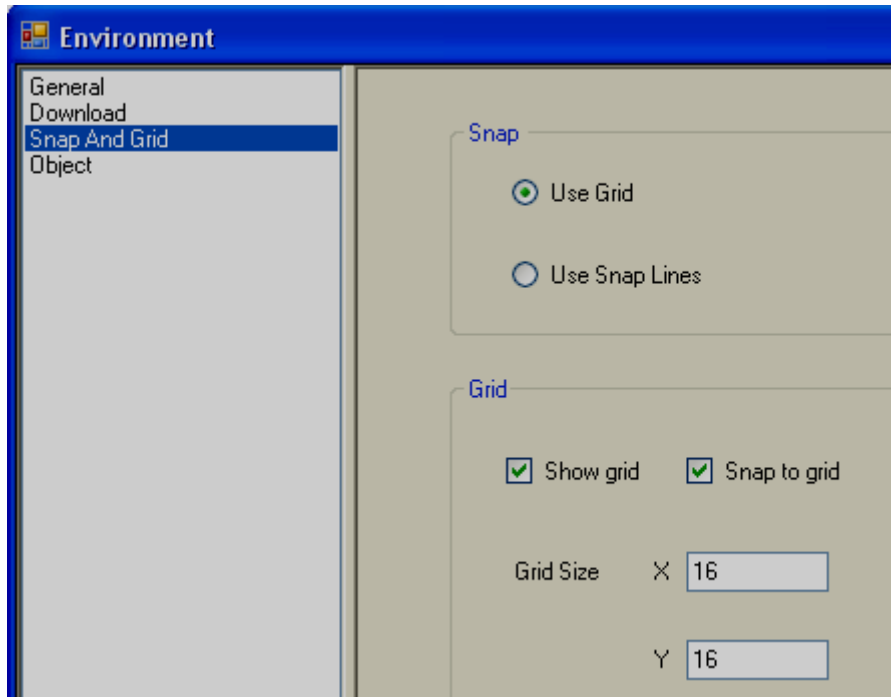 Environment
General
Download
Snap And Grid
Object
Snap
Use Grid
Use Snap Lines
Grid
Show grid Snap to grid
Grid Size X 16
Y 16